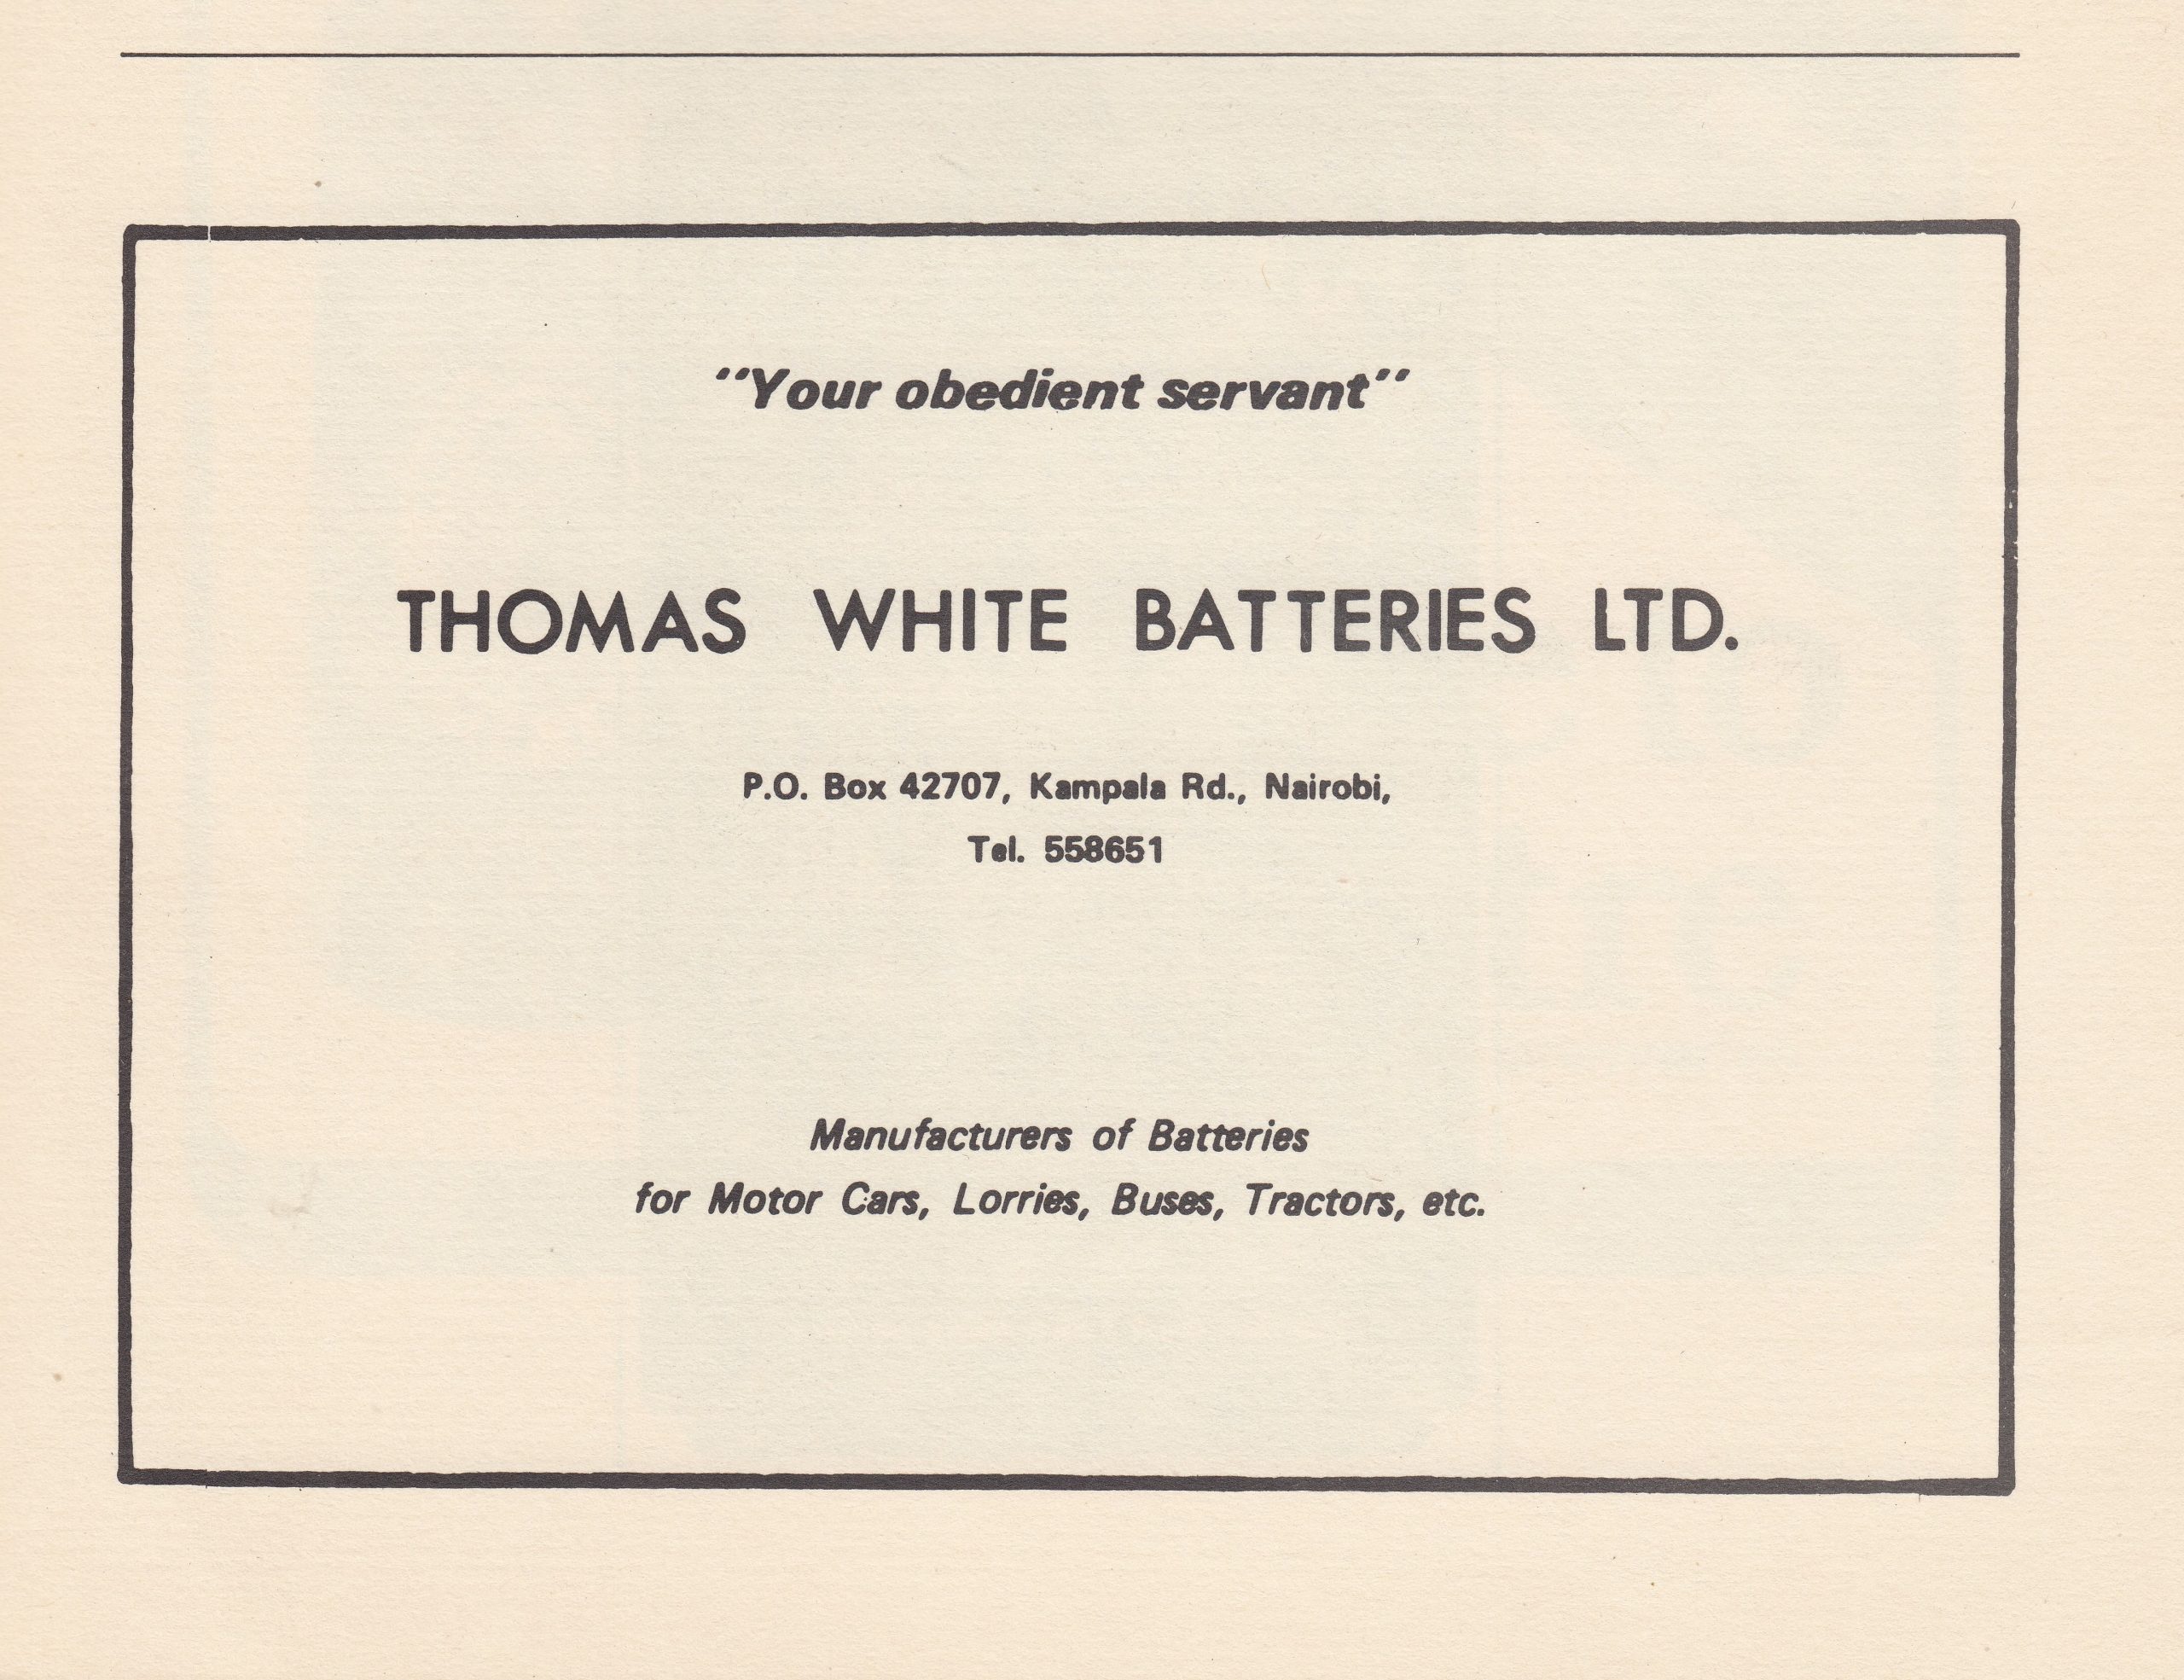 "Your obedient servant"
THOMAS WHITE BATTERIES LTD.
P.O. Box 42707, Kampala Rd., Nairobi,
Tel. 558651
Manufacturers of Batteries
for Motor Cars, Lorries, Buses, Tractors, etc.